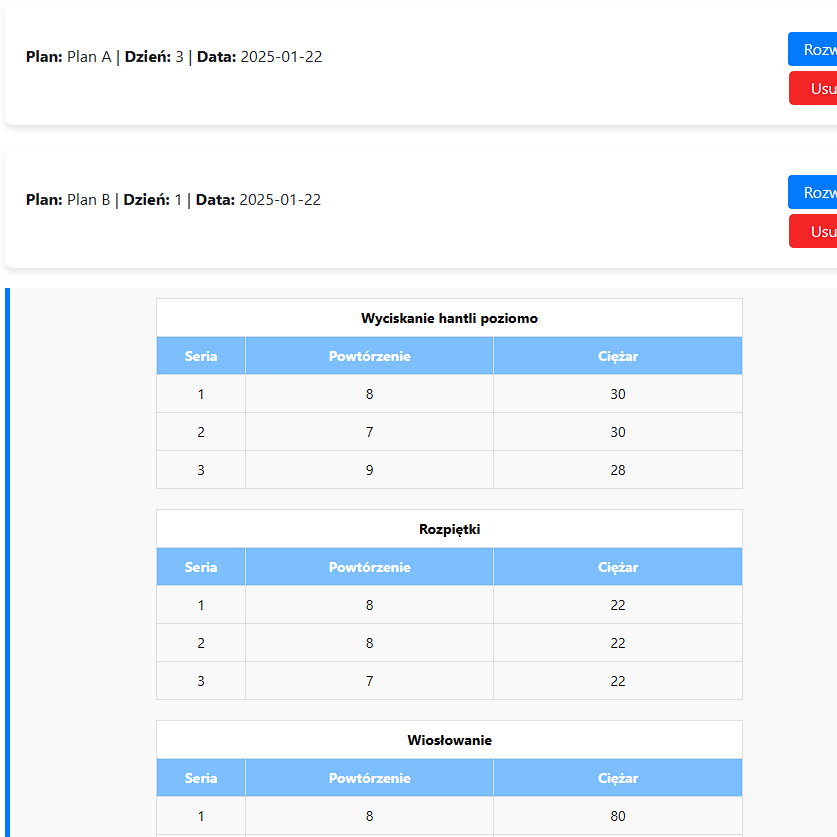 Plan: Plan A | Dzień: 3 | Data: 2025-01-22
Rozw
Usu
Plan: Plan B | Dzień: 1 | Data: 2025-01-22
Rozw
Usu
Wyciskanie hantli poziomo
Seria Powtórzenie Ciężar
1 8 30
2 7 30
3 9 28
Rozpiętki
Seria Powtórzenie Ciężar
1 8 22
2 8 22
3 7 22
Wiosłowanie
Seria Powtórzenie Ciężar
1 8 80